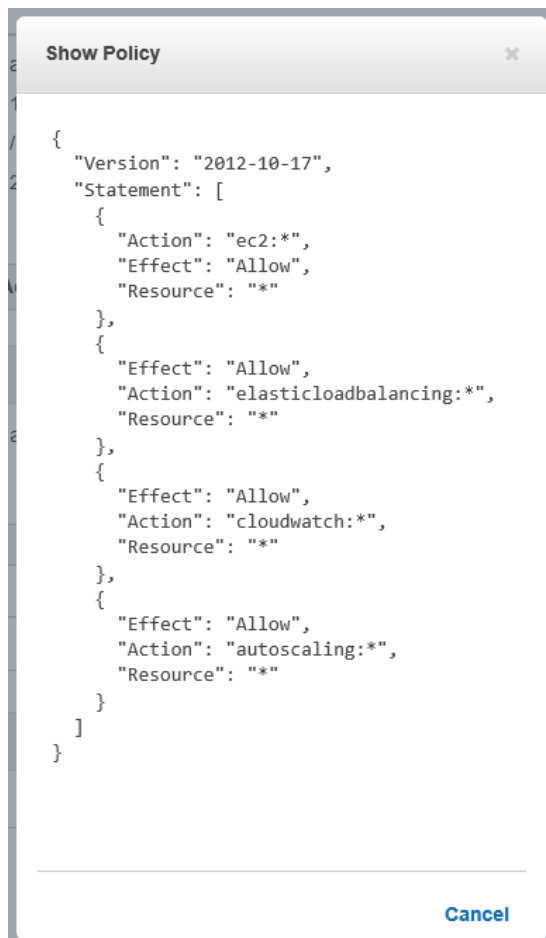 Show Policy
{
  "Version": "2012-10-17",
  "Statement": [
    {
      "Action": "ec2:*",
      "Effect": "Allow",
      "Resource": "*"
    },
    {
      "Effect": "Allow",
      "Action": "elasticloadbalancing:*",
      "Resource": "*"
    },
    {
      "Effect": "Allow",
      "Action": "cloudwatch:*",
      "Resource": "*"
    },
    {
      "Effect": "Allow",
      "Action": "autoscaling:*",
      "Resource": "*"
    }
  ]
}
Cancel